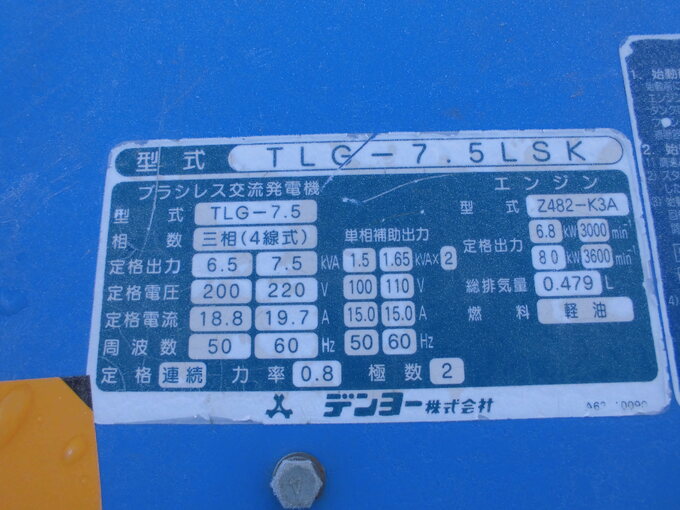 型式 TLG-7.5LSK
ブラシレス交流発電機
型式 TLG-7.5
相数 三相(4線式) 単相補助出力
定格出力 6.5 7.5 kVA 1.5 1.65 kVA×2
定格電圧 200 220 V 100 110 V
定格電流 18.8 19.7 A 15.0 15.0 A
周波数 50 60 Hz 50 60 Hz
定格 連続 力率 0.8 極数 2
エンジン
型式 Z482-K3A
定格出力 6.8 kW 3000 min⁻¹
8.0 kW 3600 min⁻¹
総排気量 0.479 L
燃料 軽油
デンヨー株式会社
1. 始動
2. 始